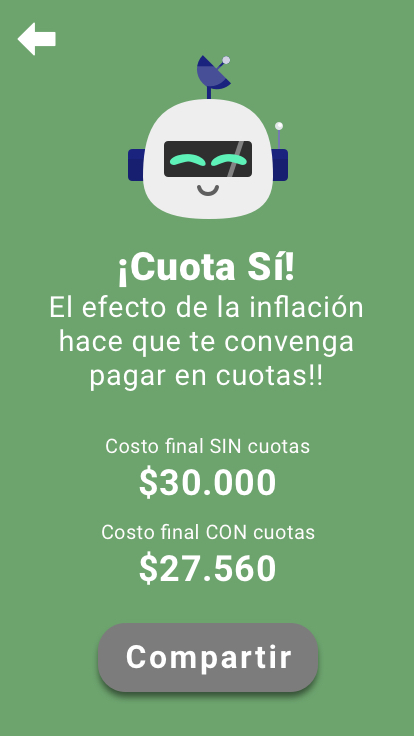 ¡Cuota Sí!
El efecto de la inflación
hace que te convenga
pagar en cuotas!!
Costo final SIN cuotas
$30.000
Costo final CON cuotas
$27.560
Compartir